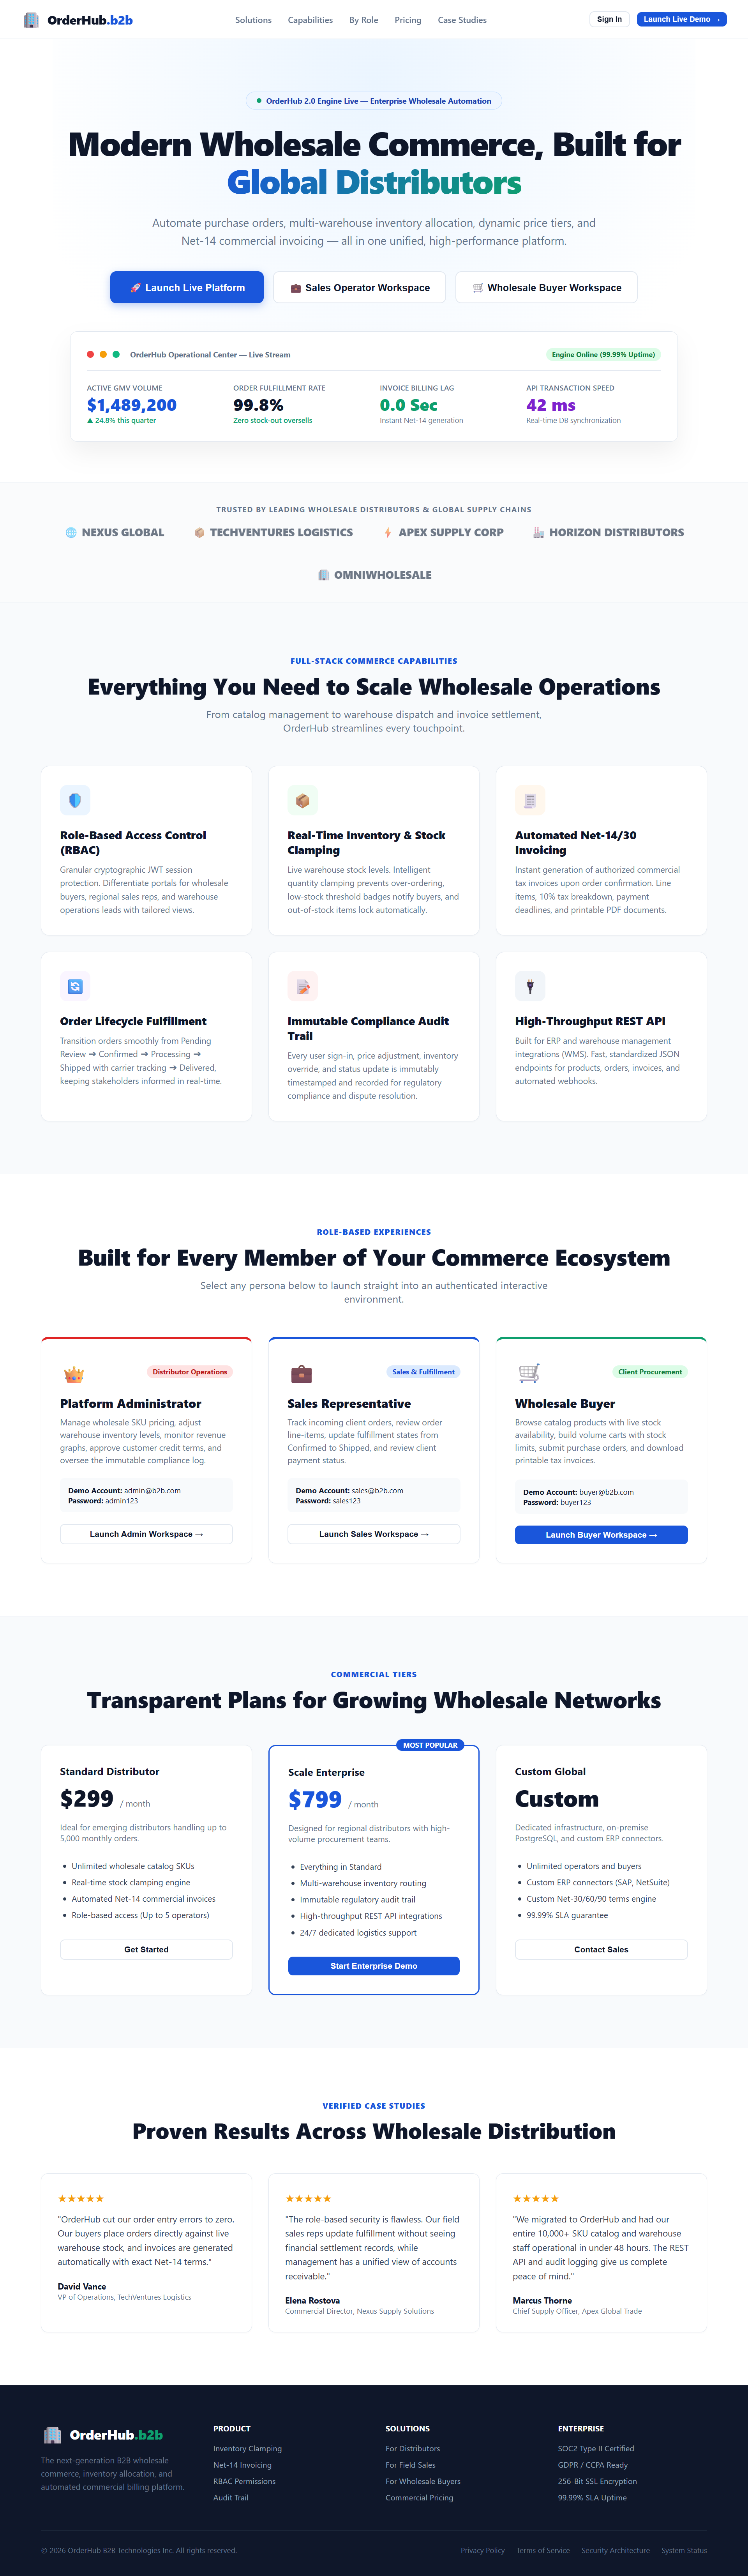 OrderHub.b2b
Solutions
Capabilities
By Role
Pricing
Case Studies
Sign In
Launch Live Demo →
OrderHub 2.0 Engine Live — Enterprise Wholesale Automation
Modern Wholesale Commerce, Built for
Global Distributors
Automate purchase orders, multi-warehouse inventory allocation, dynamic price tiers, and
Net-14 commercial invoicing — all in one unified, high-performance platform.
🚀 Launch Live Platform
💼 Sales Operator Workspace
🛒 Wholesale Buyer Workspace
OrderHub Operational Center — Live Stream
Engine Online (99.99% Uptime)
ACTIVE GMV VOLUME
$1,489,200
▲ 24.8% this quarter
ORDER FULFILLMENT RATE
99.8%
Zero stock-out oversells
INVOICE BILLING LAG
0.0 Sec
Instant Net-14 generation
API TRANSACTION SPEED
42 ms
Real-time DB synchronization
TRUSTED BY LEADING WHOLESALE DISTRIBUTORS & GLOBAL SUPPLY CHAINS
NEXUS GLOBAL
TECHVENTURES LOGISTICS
APEX SUPPLY CORP
HORIZON DISTRIBUTORS
OMNIWHOLESALE
FULL-STACK COMMERCE CAPABILITIES
Everything You Need to Scale Wholesale Operations
From catalog management to warehouse dispatch and invoice settlement,
OrderHub streamlines every touchpoint.
Role-Based Access Control
(RBAC)
Granular cryptographic JWT session
protection. Differentiate portals for wholesale
buyers, regional sales reps, and warehouse
operations leads with tailored views.
Real-Time Inventory & Stock
Clamping
Live warehouse stock levels. Intelligent
quantity clamping prevents over-ordering,
low-stock threshold badges notify buyers, and
out-of-stock items lock automatically.
Automated Net-14/30
Invoicing
Instant generation of authorized commercial
tax invoices upon order confirmation. Line
items, 10% tax breakdown, payment
deadlines, and printable PDF documents.
Order Lifecycle Fulfillment
Transition orders smoothly from Pending
Review ➔ Confirmed ➔ Processing ➔
Shipped with carrier tracking ➔ Delivered,
keeping stakeholders informed in real-time.
Immutable Compliance Audit
Trail
Every user sign-in, price adjustment, inventory
override, and status update is immutably
timestamped and recorded for regulatory
compliance and dispute resolution.
High-Throughput REST API
Built for ERP and warehouse management
integrations (WMS). Fast, standardized JSON
endpoints for products, orders, invoices, and
automated webhooks.
ROLE-BASED EXPERIENCES
Built for Every Member of Your Commerce Ecosystem
Select any persona below to launch straight into an authenticated interactive
environment.
Distributor Operations
Platform Administrator
Manage wholesale SKU pricing, adjust
warehouse inventory levels, monitor revenue
graphs, approve customer credit terms, and
oversee the immutable compliance log.
Demo Account: admin@b2b.com
Password: admin123
Launch Admin Workspace →
Sales & Fulfillment
Sales Representative
Track incoming client orders, review order
line-items, update fulfillment states from
Confirmed to Shipped, and review client
payment status.
Demo Account: sales@b2b.com
Password: sales123
Launch Sales Workspace →
Client Procurement
Wholesale Buyer
Browse catalog products with live stock
availability, build volume carts with stock
limits, submit purchase orders, and download
printable tax invoices.
Demo Account: buyer@b2b.com
Password: buyer123
Launch Buyer Workspace →
COMMERCIAL TIERS
Transparent Plans for Growing Wholesale Networks
Standard Distributor
$299 / month
Ideal for emerging distributors handling up to
5,000 monthly orders.
• Unlimited wholesale catalog SKUs
• Real-time stock clamping engine
• Automated Net-14 commercial invoices
• Role-based access (Up to 5 operators)
Get Started
MOST POPULAR
Scale Enterprise
$799 / month
Designed for regional distributors with high-
volume procurement teams.
• Everything in Standard
• Multi-warehouse inventory routing
• Immutable regulatory audit trail
• High-throughput REST API integrations
• 24/7 dedicated logistics support
Start Enterprise Demo
Custom Global
Custom
Dedicated infrastructure, on-premise
PostgreSQL, and custom ERP connectors.
• Unlimited operators and buyers
• Custom ERP connectors (SAP, NetSuite)
• Custom Net-30/60/90 terms engine
• 99.99% SLA guarantee
Contact Sales
VERIFIED CASE STUDIES
Proven Results Across Wholesale Distribution
★★★★★
"OrderHub cut our order entry errors to zero.
Our buyers place orders directly against live
warehouse stock, and invoices are generated
automatically with exact Net-14 terms."
David Vance
VP of Operations, TechVentures Logistics
★★★★★
"The role-based security is flawless. Our field
sales reps update fulfillment without seeing
financial settlement records, while
management has a unified view of accounts
receivable."
Elena Rostova
Commercial Director, Nexus Supply Solutions
★★★★★
"We migrated to OrderHub and had our
entire 10,000+ SKU catalog and warehouse
staff operational in under 48 hours. The REST
API and audit logging give us complete
peace of mind."
Marcus Thorne
Chief Supply Officer, Apex Global Trade
OrderHub.b2b
The next-generation B2B wholesale
commerce, inventory allocation, and
automated commercial billing platform.
PRODUCT
Inventory Clamping
Net-14 Invoicing
RBAC Permissions
Audit Trail
SOLUTIONS
For Distributors
For Field Sales
For Wholesale Buyers
Commercial Pricing
ENTERPRISE
SOC2 Type II Certified
GDPR / CCPA Ready
256-Bit SSL Encryption
99.99% SLA Uptime
© 2026 OrderHub B2B Technologies Inc. All rights reserved.
Privacy Policy
Terms of Service
Security Architecture
System Status